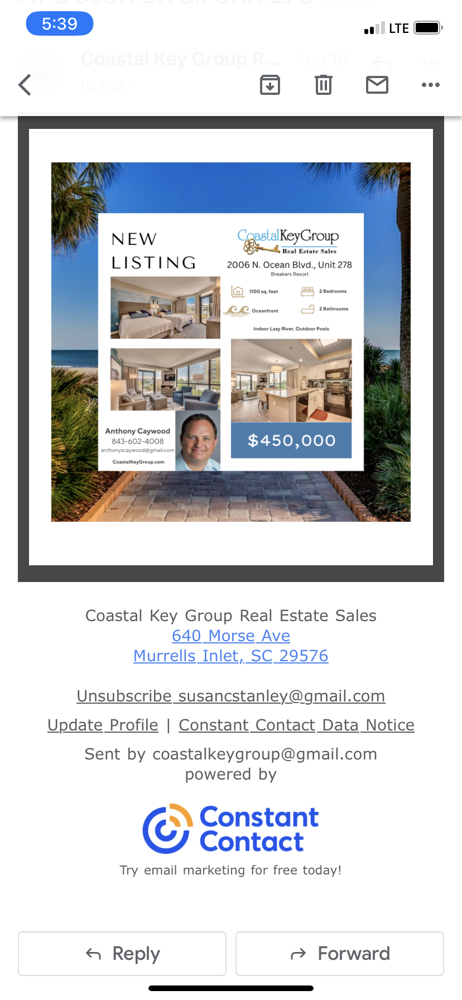 N. Ocean Blvd., Unit 278
5:39
LTE
Coastal Key Group R... Aug 10
to me
NEW
LISTING
CoastalKeyGroup
Real Estate Sales
2006 N. Ocean Blvd., Unit 278
Breakers Resort
1100 sq. feet
2 Bedrooms
Oceanfront
2 Bathrooms
Indoor Lazy River, Outdoor Pools
Anthony Caywood
843-602-4008
anthonyscaywood@gmail.com
CoastalKeyGroup.com
$450,000
Coastal Key Group Real Estate Sales
640 Morse Ave
Murrells Inlet, SC 29576
Unsubscribe susancstanley@gmail.com
Update Profile | Constant Contact Data Notice
Sent by coastalkeygroup@gmail.com
powered by
Constant
Contact
Try email marketing for free today!
Reply
Forward